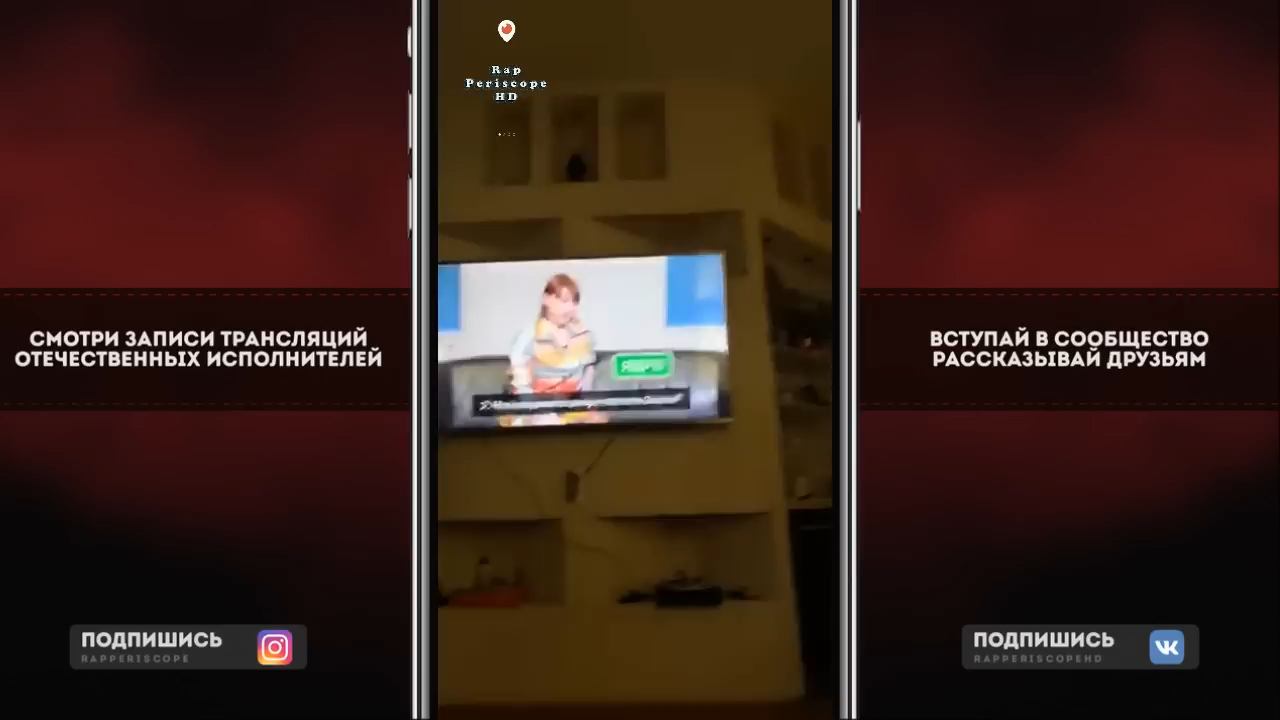 Rap
Periscope
HD
СМОТРИ ЗАПИСИ ТРАНСЛЯЦИЙ
ОТЕЧЕСТВЕННЫХ ИСПОЛНИТЕЛЕЙ
ВСТУПАЙ В СООБЩЕСТВО
РАССКАЗЫВАЙ ДРУЗЬЯМ
ПОДПИШИСЬ
RAPPERISCOPE
ПОДПИШИСЬ
RAPPERISCOPEHD